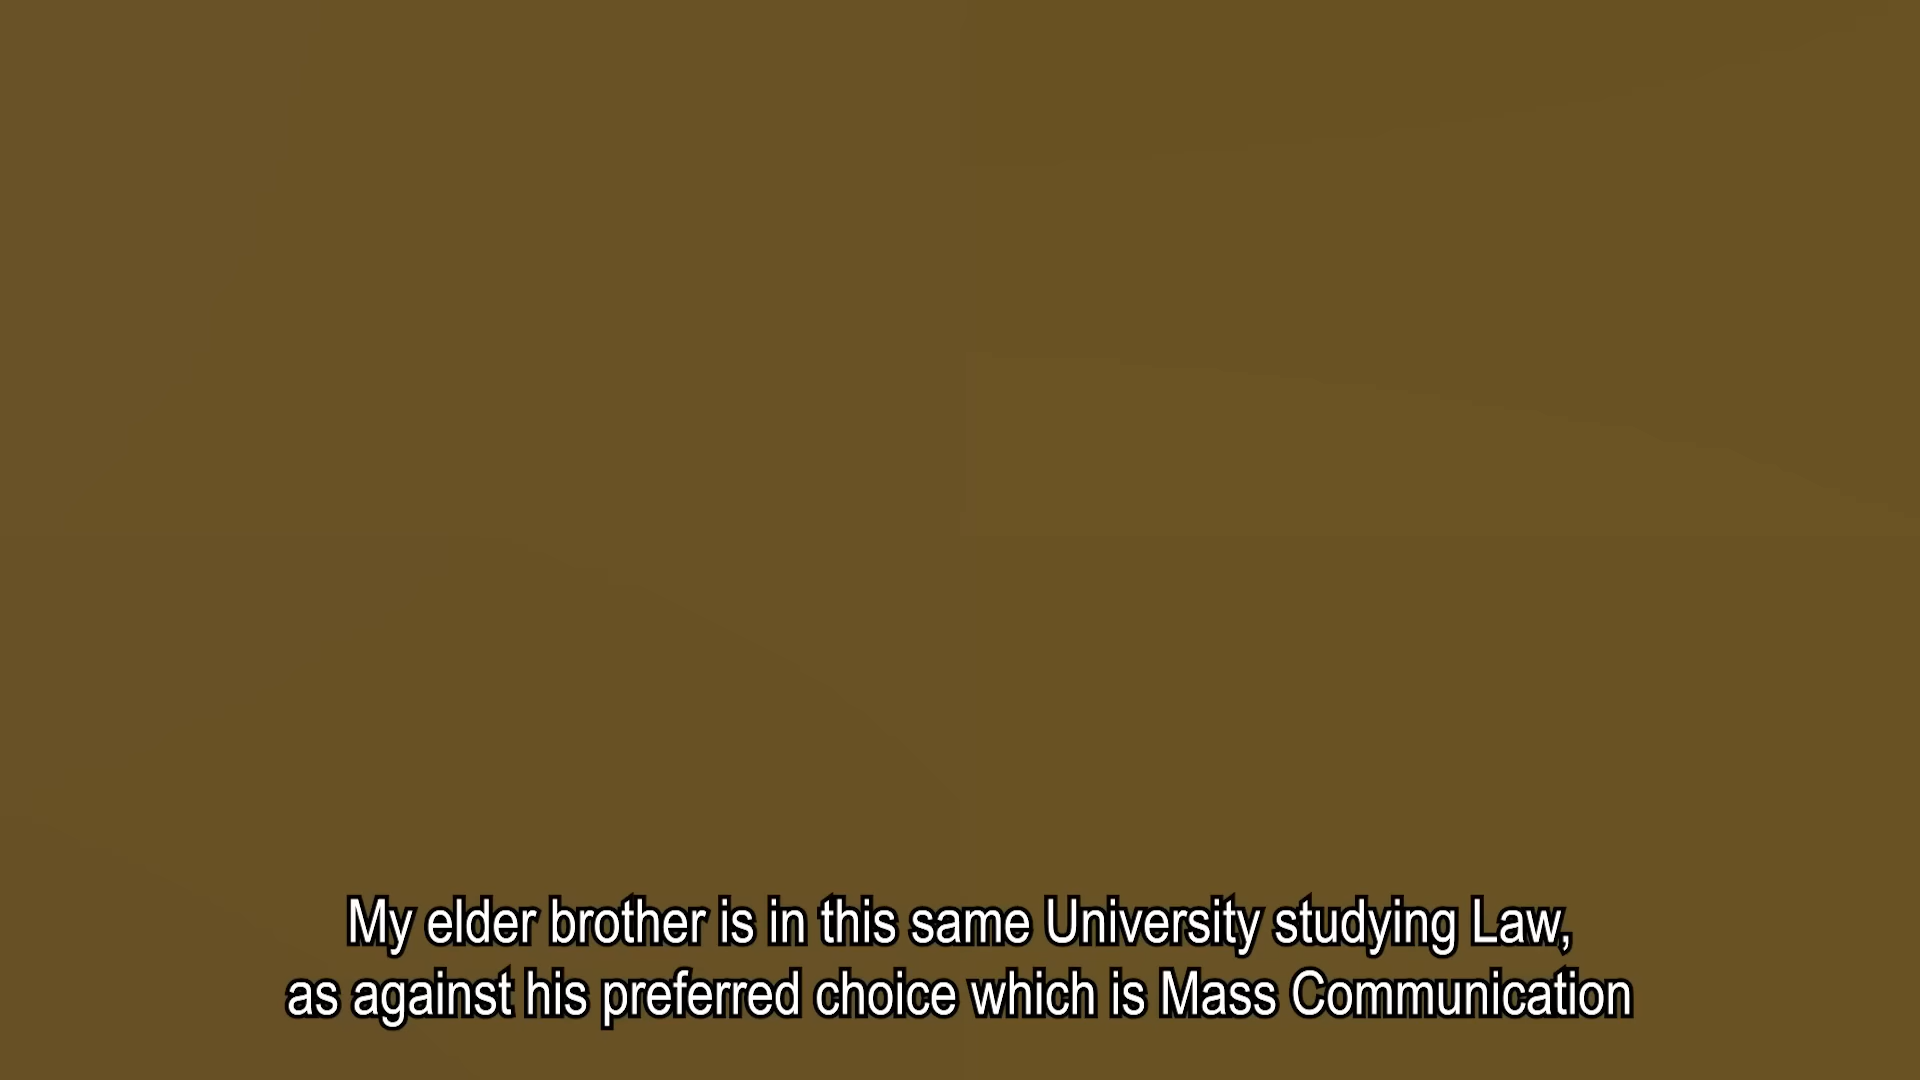 My elder brother is in this same University studying Law,
as against his preferred choice which is Mass Communication